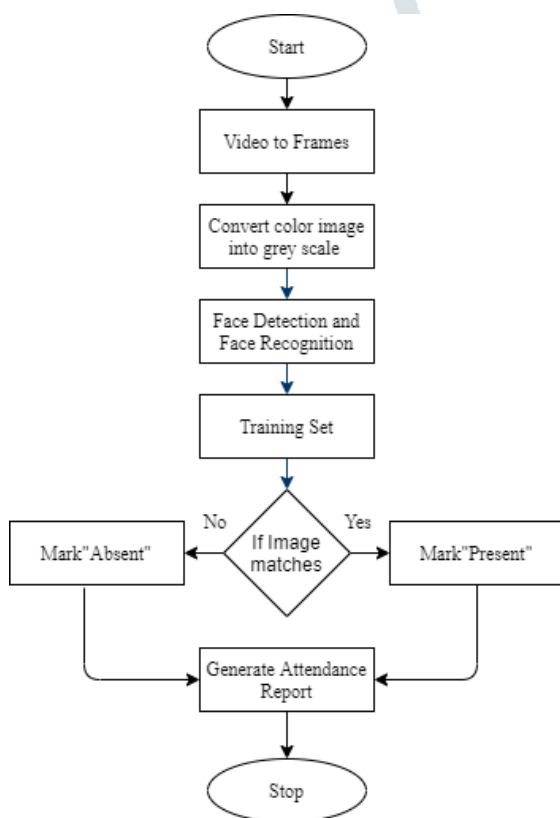 Start
Video to Frames
Convert color image
into grey scale
Face Detection and
Face Recognition
Training Set
No
Yes
Mark"Absent"
If Image
matches
Mark"Present"
Generate Attendance
Report
Stop